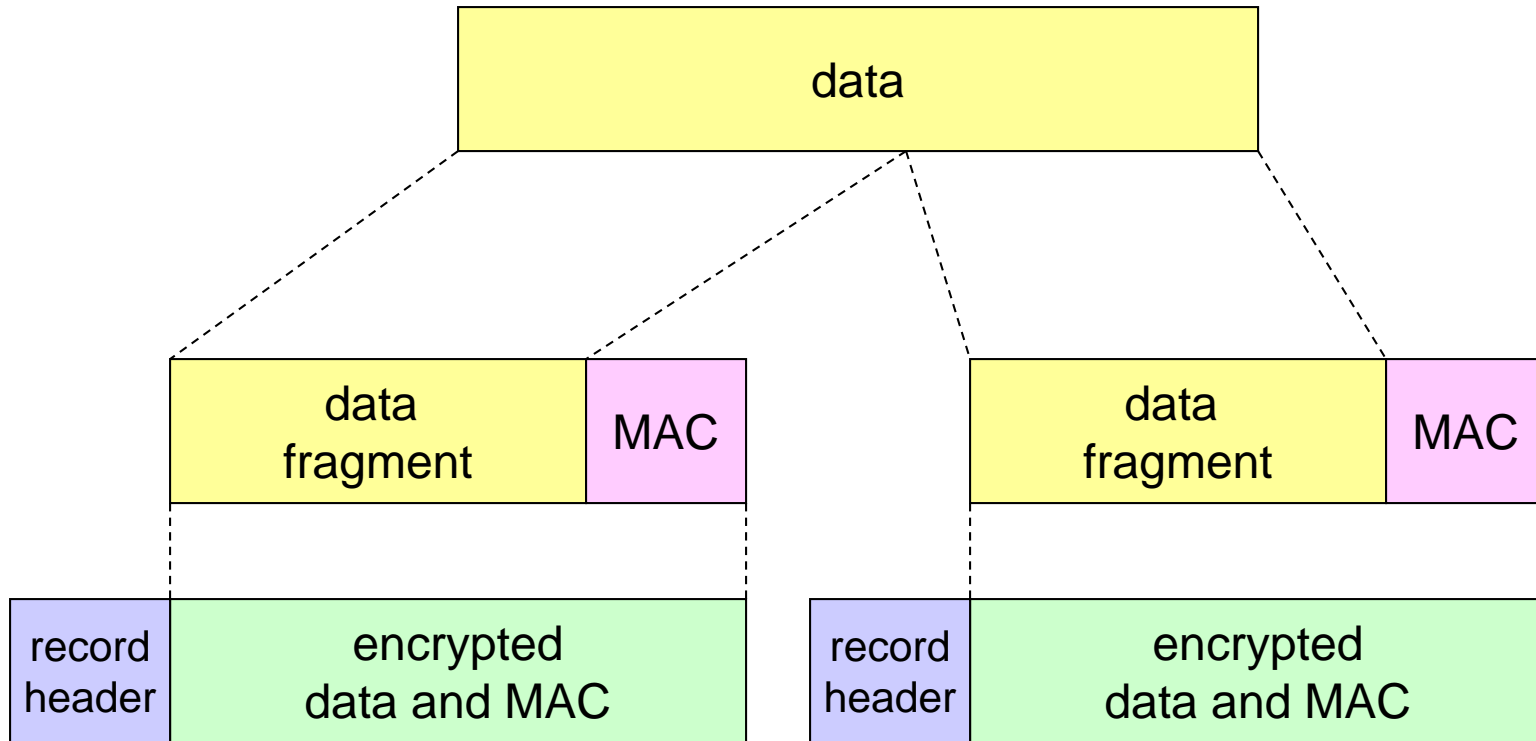 data
data
fragment
MAC
data
fragment
MAC
record
header
encrypted
data and MAC
record
header
encrypted
data and MAC